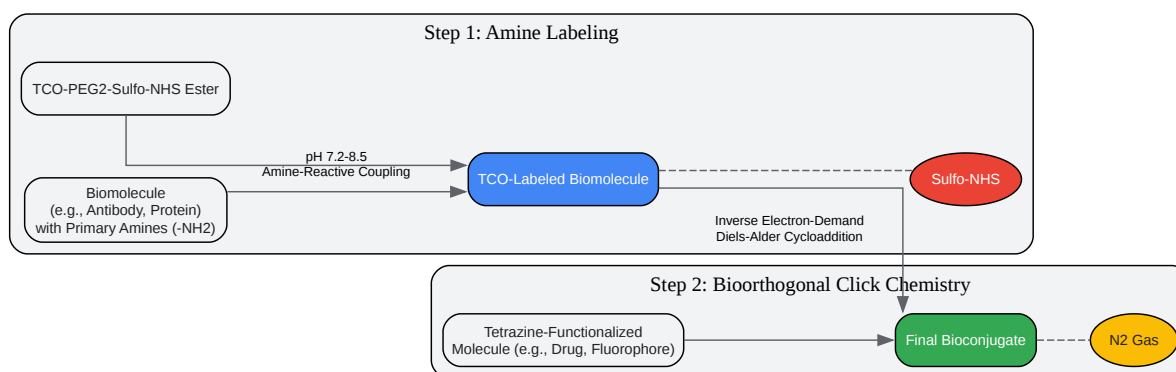 Step 1: Amine Labeling
TCO-PEG2-Sulfo-NHS Ester
pH 7.2-8.5
Amine-Reactive Coupling
TCO-Labeled Biomolecule
Sulfo-NHS
Biomolecule
(e.g., Antibody, Protein)
with Primary Amines (-NH2)
Inverse Electron-Demand
Diels-Alder Cycloaddition
Step 2: Bioorthogonal Click Chemistry
Tetrazine-Functionalized
Molecule (e.g., Drug, Fluorophore)
Final Bioconjugate
N2 Gas